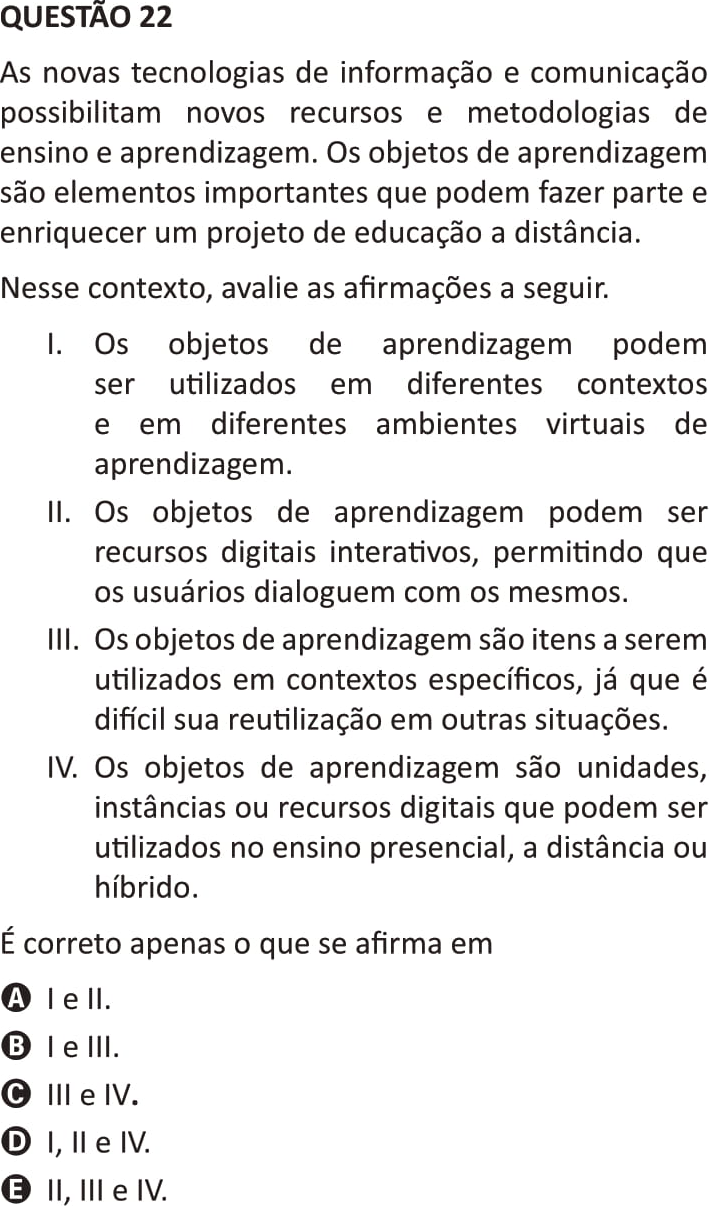 QUESTÃO 22
As novas tecnologias de informação e comunicação
possibilitam novos recursos e metodologias de
ensino e aprendizagem. Os objetos de aprendizagem
são elementos importantes que podem fazer parte e
enriquecer um projeto de educação a distância.
Nesse contexto, avalie as afirmações a seguir.
I. Os objetos de aprendizagem podem
ser utilizados em diferentes contextos
e em diferentes ambientes virtuais de
aprendizagem.
II. Os objetos de aprendizagem podem ser
recursos digitais interativos, permitindo que
os usuários dialoguem com os mesmos.
III. Os objetos de aprendizagem são itens a serem
utilizados em contextos específicos, já que é
difícil sua reutilização em outras situações.
IV. Os objetos de aprendizagem são unidades,
instâncias ou recursos digitais que podem ser
utilizados no ensino presencial, a distância ou
híbrido.
É correto apenas o que se afirma em
A I e II.
B I e III.
C III e IV.
D I, II e IV.
E II, III e IV.